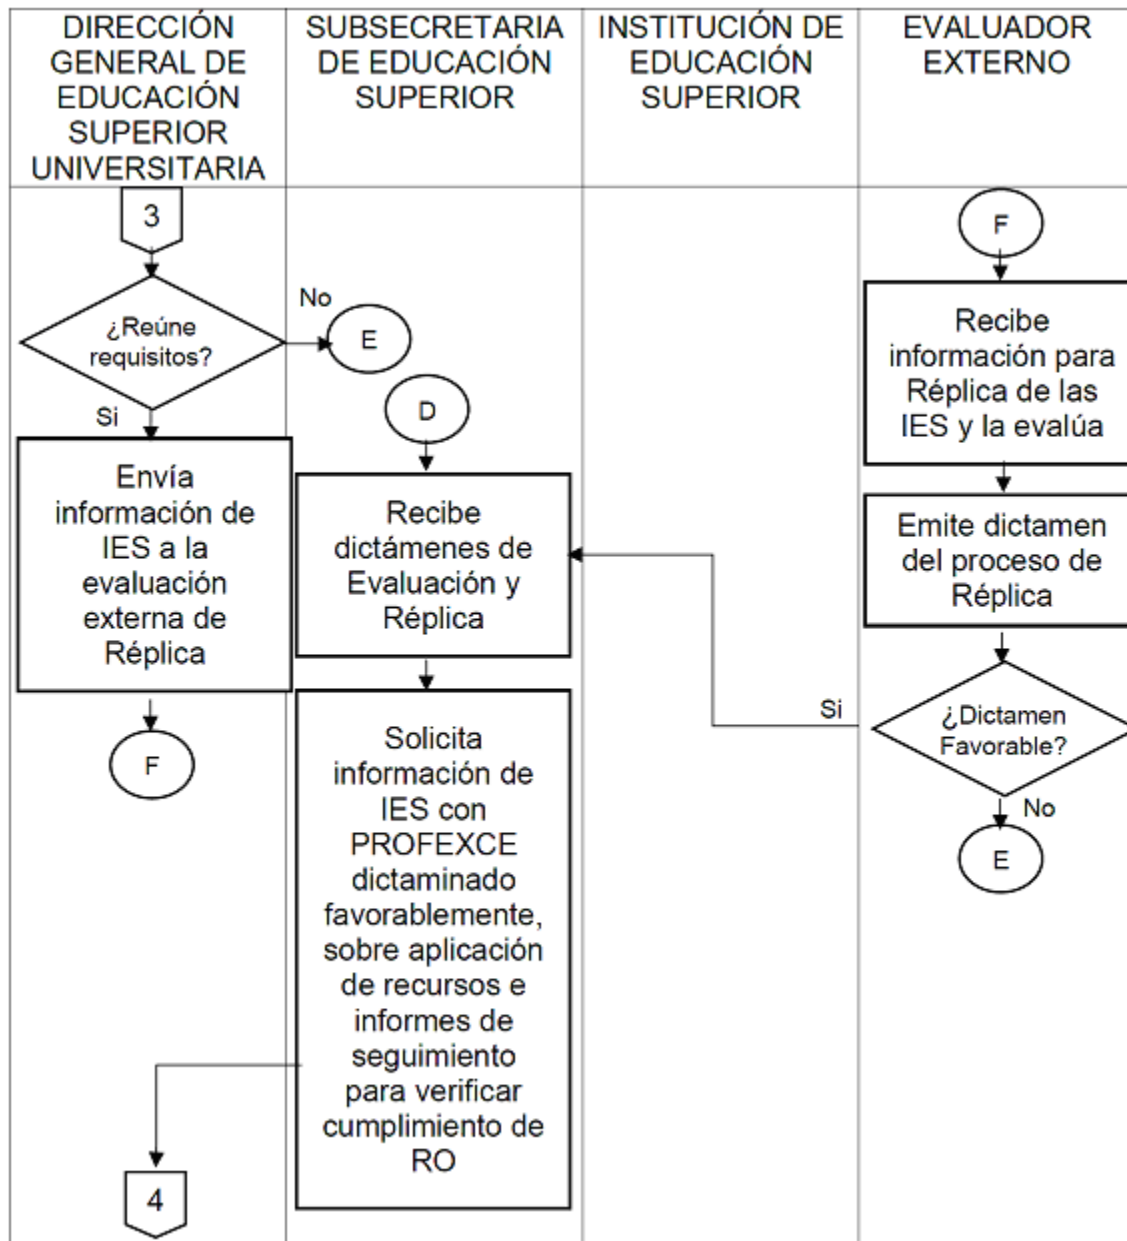 DIRECCIÓN
GENERAL DE
EDUCACIÓN
SUPERIOR
UNIVERSITARIA
SUBSECRETARIA
DE EDUCACIÓN
SUPERIOR
INSTITUCIÓN DE
EDUCACIÓN
SUPERIOR
EVALUADOR
EXTERNO
3
¿Reúne
requisitos?
No
E
Si
Envía
información de
IES a la
evaluación
externa de
Réplica
F
D
Recibe
dictámenes de
Evaluación y
Réplica
Solicita
información de
IES con
PROFEXCE
dictaminado
favorablemente,
sobre aplicación
de recursos e
informes de
seguimiento
para verificar
cumplimiento de
RO
4
F
Recibe
información para
Réplica de las
IES y la evalúa
Emite dictamen
del proceso de
Réplica
¿Dictamen
Favorable?
Si
No
E